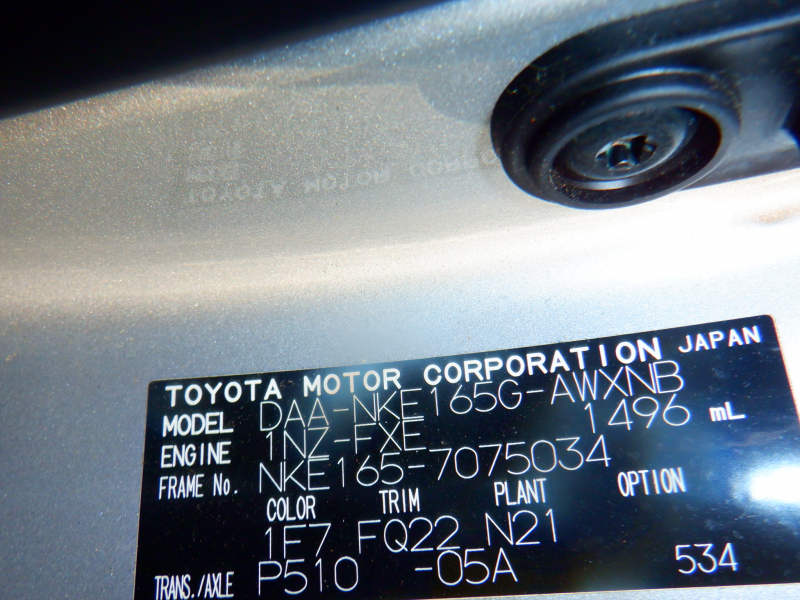 TOYOTA MOTOR CORPORATION JAPAN
MODEL DAA-NKE165G-AWXNB
ENGINE 1NZ-FXE 1496 mL
FRAME No. NKE165-7075034
COLOR TRIM PLANT OPTION
1F7 FQ22 N21
TRANS./AXLE P510 -05A 534